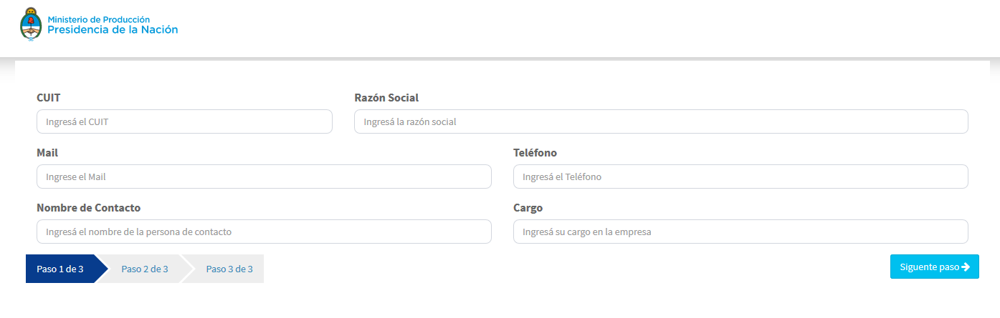 Ministerio de Producción
Presidencia de la Nación
CUIT
Razón Social
Ingresá el CUIT
Ingresá la razón social
Mail
Teléfono
Ingrese el Mail
Ingresá el Teléfono
Nombre de Contacto
Cargo
Ingresá el nombre de la persona de contacto
Ingresá su cargo en la empresa
Paso 1 de 3
Paso 2 de 3
Paso 3 de 3
Siguente paso